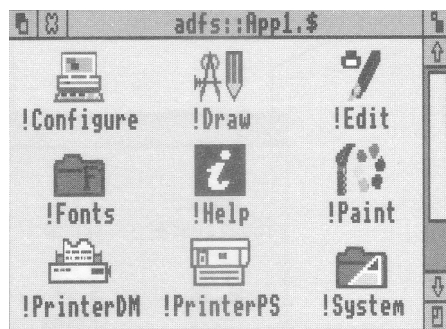 adfs::App1.$
!Configure !Draw !Edit
!Fonts !Help !Paint
!PrinterDM !PrinterPS !System